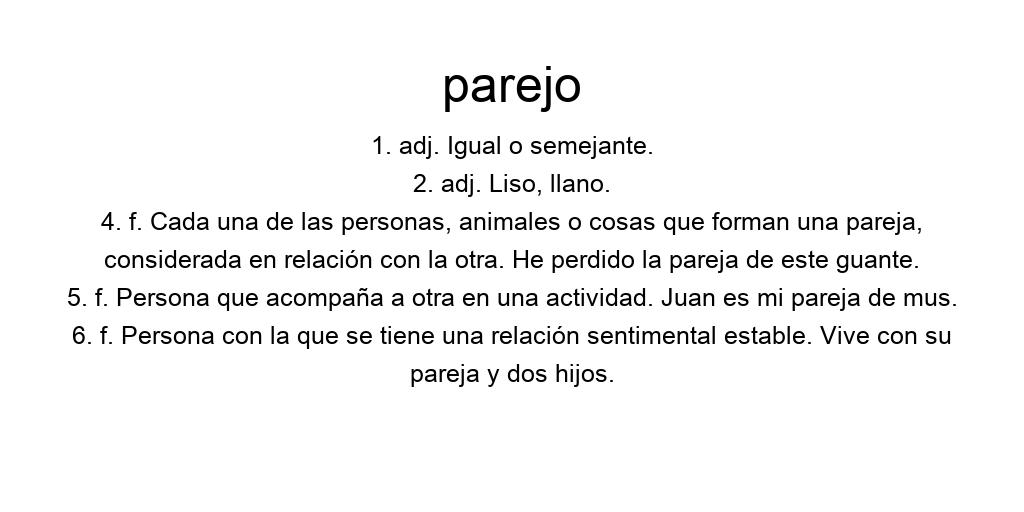 parejo
1. adj. Igual o semejante.
2. adj. Liso, llano.
4. f. Cada una de las personas, animales o cosas que forman una pareja,
considerada en relación con la otra. He perdido la pareja de este guante.
5. f. Persona que acompaña a otra en una actividad. Juan es mi pareja de mus.
6. f. Persona con la que se tiene una relación sentimental estable. Vive con su
pareja y dos hijos.